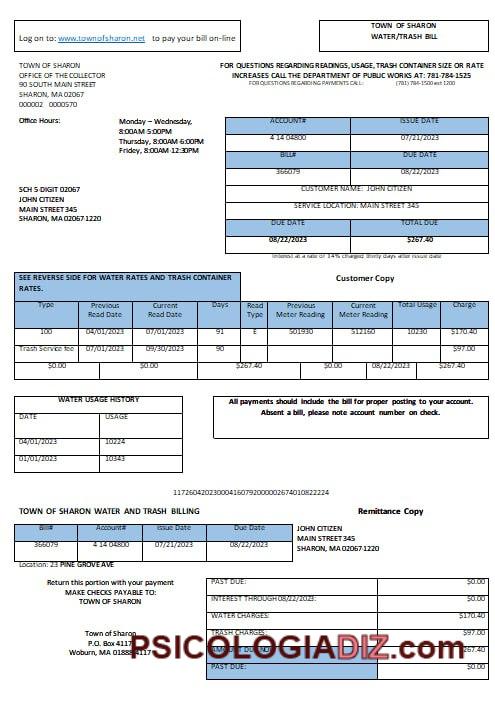 Log on to: www.townofsharon.net to pay your bill on-line
TOWN OF SHARON
WATER/TRASH BILL
TOWN OF SHARON
OFFICE OF THE COLLECTOR
90 SOUTH MAIN STREET
SHARON, MA 02067
000002 0000570
FOR QUESTIONS REGARDING READINGS, USAGE, TRASH CONTAINER SIZE OR RATE
INCREASES CALL THE DEPARTMENT OF PUBLIC WORKS AT: 781-784-1525
FOR QUESTIONS REGARDING PAYMENTS CALL: (781) 784-1500 ext 1200
Office Hours:
Monday – Wednesday,
8:00AM-5:00PM
Thursday, 8:00AM-6:00PM
Friday, 8:00AM-12:30PM
ACCOUNT# ISSUE DATE
4 14 04800 07/21/2023
BILL# DUE DATE
366079 08/22/2023
CUSTOMER NAME: JOHN CITIZEN
SERVICE LOCATION: MAIN STREET 345
DUE DATE TOTAL DUE
08/22/2023 $267.40
Interest at a rate of 14% charged thirty days after issue date
SCH 5-DIGIT 02067
JOHN CITIZEN
MAIN STREET 345
SHARON, MA 02067-1220
SEE REVERSE SIDE FOR WATER RATES AND TRASH CONTAINER
RATES.
Customer Copy
Type Previous Read Date Current Read Date Days Read Type Previous Meter Reading Current Meter Reading Total Usage Charge
100 04/01/2023 07/01/2023 91 E 501930 512160 10230 $170.40
Trash Service fee 07/01/2023 09/30/2023 90 $97.00
$0.00 $0.00 $267.40 $0.00 08/22/2023 $267.40
WATER USAGE HISTORY
DATE USAGE
04/01/2023 10224
01/01/2023 10343
All payments should include the bill for proper posting to your account.
Absent a bill, please note account number on check.
1172604202300041607920000026740108 22224
TOWN OF SHARON WATER AND TRASH BILLING
Remittance Copy
Bill# Account# Issue Date Due Date
366079 4 14 04800 07/21/2023 08/22/2023
JOHN CITIZEN
MAIN STREET 345
SHARON, MA 02067-1220
Location: 23 PINE GROVE AVE
Return this portion with your payment
MAKE CHECKS PAYABLE TO:
TOWN OF SHARON
Town of Sharon
P.O. Box 4117
Woburn, MA 01888-4117
PAST DUE: $0.00
INTEREST THROUGH 08/22/2023: $0.00
WATER CHARGES: $170.40
TRASH CHARGES: $97.00
AMOUNT DUE NOW: $267.40
PAST DUE: $0.00
PSICOLOGIADIZ.com